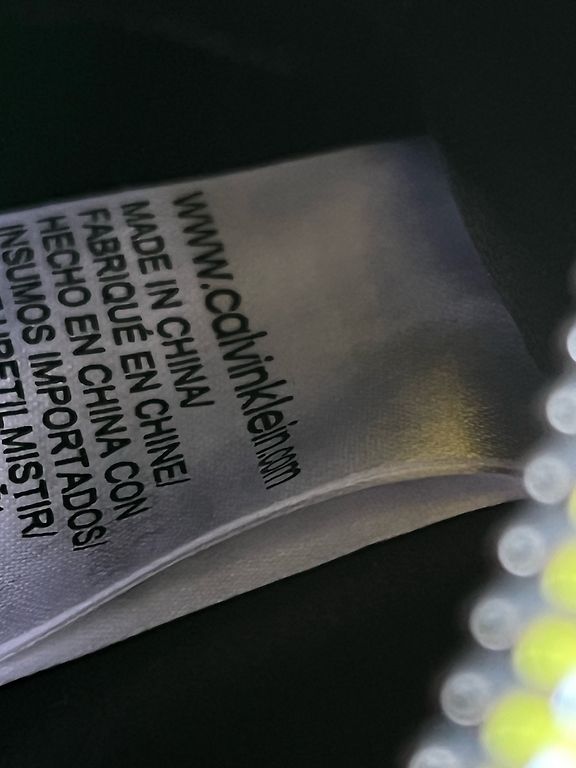 www.calvinklein.com
MADE IN CHINA/
FABRIQUÉ EN CHINE/
HECHO EN CHINA CON
INSUMOS IMPORTADOS/